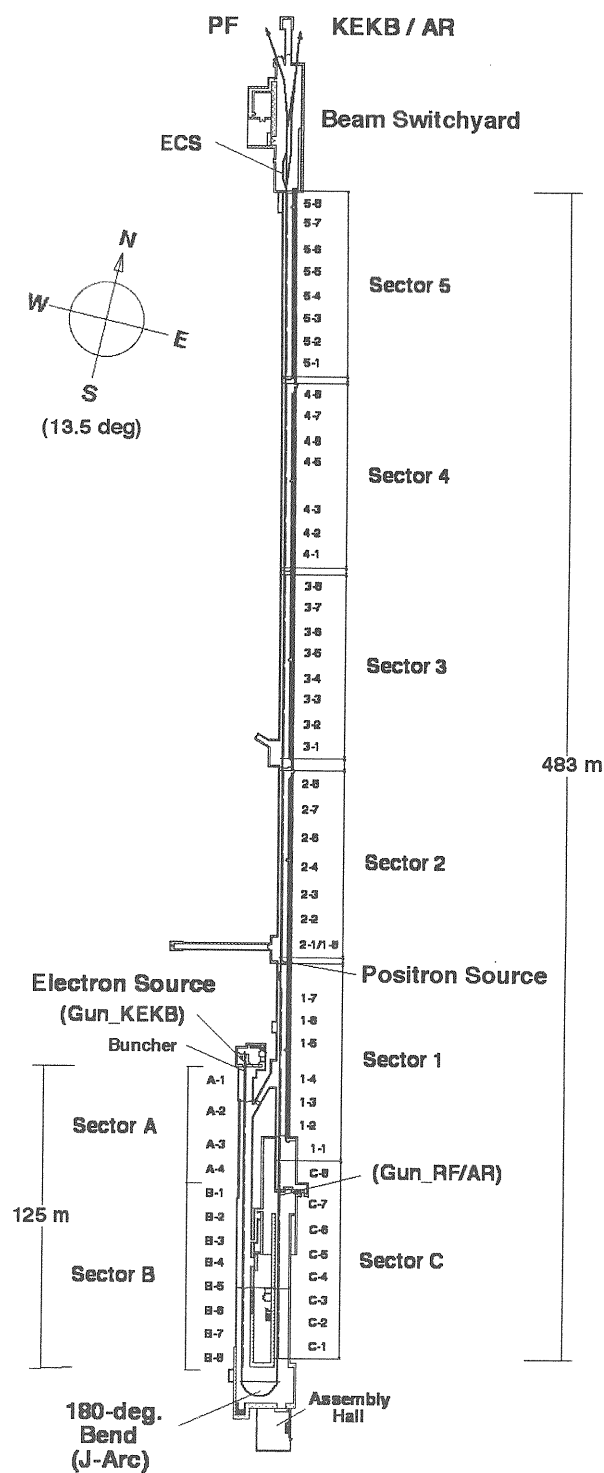 PF
KEKB / AR
Beam Switchyard
ECS
N
W
E
S
(13.5 deg)
5-8
5-7
5-6
5-5
5-4
5-3
5-2
5-1
Sector 5
4-8
4-7
4-6
4-5
4-3
4-2
4-1
Sector 4
3-8
3-7
3-6
3-5
3-4
3-3
3-2
3-1
Sector 3
483 m
2-8
2-7
2-6
2-4
2-3
2-2
2-1/1-8
Sector 2
Positron Source
Electron Source
(Gun_KEKB)
Buncher
1-7
1-6
1-5
1-4
1-3
1-2
1-1
Sector 1
A-1
A-2
A-3
A-4
Sector A
125 m
B-1
B-2
B-3
B-4
B-5
B-6
B-7
B-8
Sector B
(Gun_RF/AR)
C-8
C-7
C-6
C-5
C-4
C-3
C-2
C-1
Sector C
180-deg.
Bend
(J-Arc)
Assembly
Hall